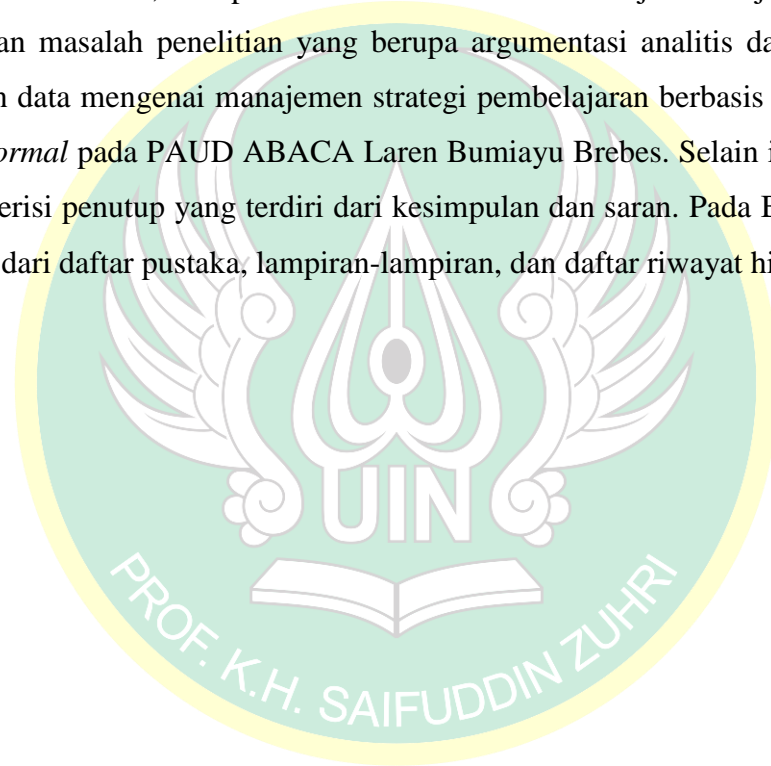 an masalah penelitian yang berupa argumentasi analitis da
n data mengenai manajemen strategi pembelajaran berbasis
ormal pada PAUD ABACA Laren Bumiayu Brebes. Selain i
erisi penutup yang terdiri dari kesimpulan dan saran. Pada
dari daftar pustaka, lampiran-lampiran, dan daftar riwayat hi
UIN
PROF. K.H. SAIFUDDIN ZUHRI